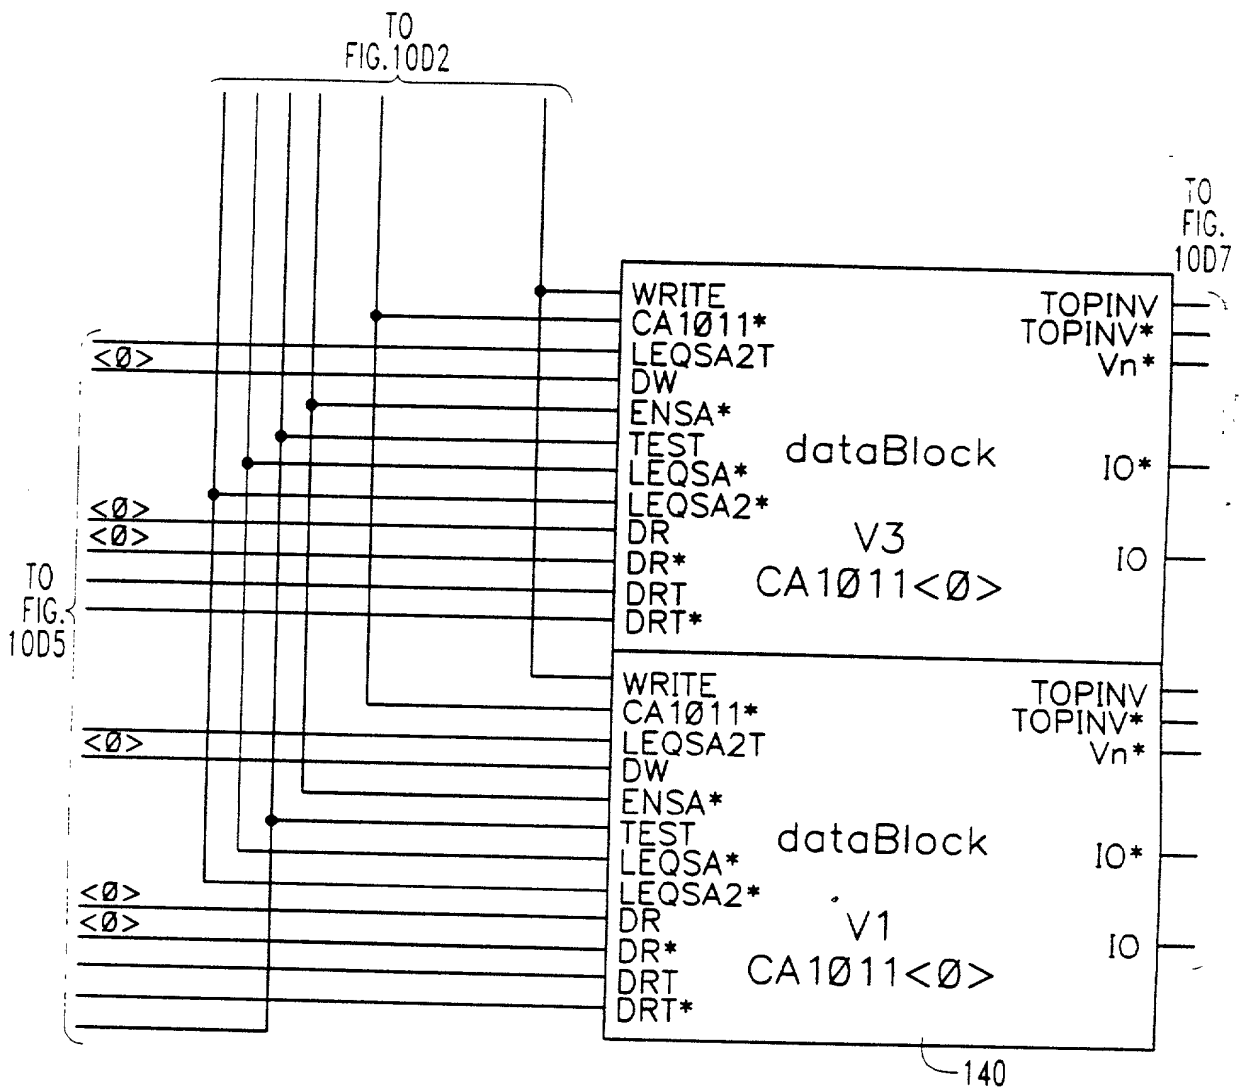 TO
FIG.10D2
TO
FIG.
10D7
WRITE
CA1Ø11*
LEQSA2T
DW
ENSA*
TEST
LEQSA*
LEQSA2*
DR
DR*
DRT
DRT*
TOPINV
TOPINV*
Vn*
IO*
IO
dataBlock
V3
CA1Ø11<Ø>
<Ø>
<Ø>
<Ø>
TO
FIG.
10D5
WRITE
CA1Ø11*
LEQSA2T
DW
ENSA*
TEST
LEQSA*
LEQSA2*
DR
DR*
DRT
DRT*
TOPINV
TOPINV*
Vn*
IO*
IO
dataBlock
V1
CA1Ø11<Ø>
<Ø>
<Ø>
<Ø>
140